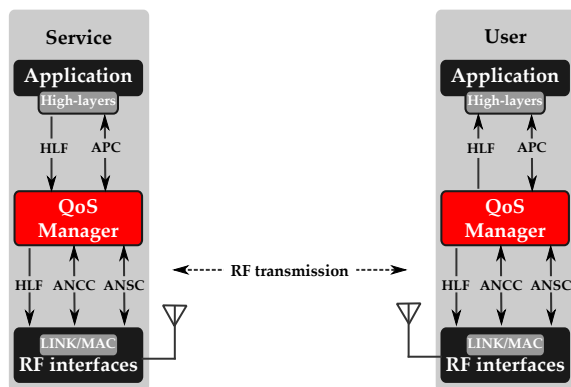 Service
Application
High-layers
HLF
APC
QoS
Manager
HLF
ANCC
ANSC
LINK/MAC
RF interfaces
RF transmission
User
Application
High-layers
HLF
APC
QoS
Manager
HLF
ANCC
ANSC
LINK/MAC
RF interfaces